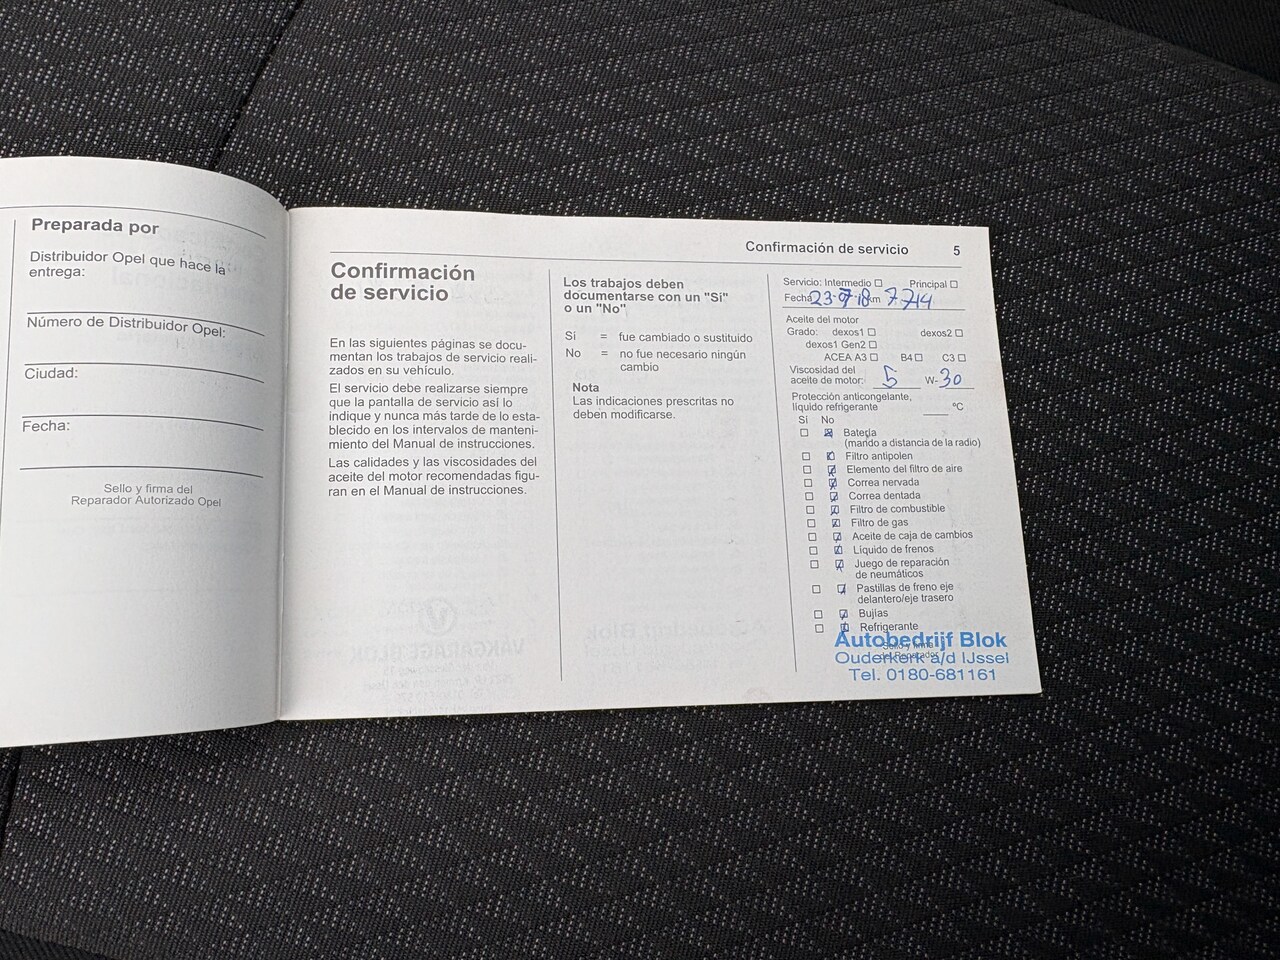 Preparada por
Distribuidor Opel que hace la
entrega:
Número de Distribuidor Opel:
Ciudad:
Fecha:
Sello y firma del
Reparador Autorizado Opel
Confirmación de servicio 5
Confirmación
de servicio
En las siguientes páginas se docu-
mentan los trabajos de servicio reali-
zados en su vehículo.
El servicio debe realizarse siempre
que la pantalla de servicio así lo
indique y nunca más tarde de lo esta-
blecido en los intervalos de manteni-
miento del Manual de instrucciones.
Las calidades y las viscosidades del
aceite del motor recomendadas figu-
ran en el Manual de instrucciones.
Los trabajos deben
documentarse con un "Sí"
o un "No"
Sí = fue cambiado o sustituido
No = no fue necesario ningún
cambio
Nota
Las indicaciones prescritas no
deben modificarse.
Servicio: Intermedio ☐ Principal ☐
Fecha 23-07-18 km 7714
Aceite del motor
Grado: dexos1 ☐ dexos2 ☐
dexos1 Gen2 ☐
ACEA A3 ☐ B4 ☐ C3 ☐
Viscosidad del
aceite de motor: 5 W- 30
Protección anticongelante,
líquido refrigerante ºC
Sí No
Batería
(mando a distancia de la radio)
Filtro antipolen
Elemento del filtro de aire
Correa nervada
Correa dentada
Filtro de combustible
Filtro de gas
Aceite de caja de cambios
Líquido de frenos
Juego de reparación
de neumáticos
Pastillas de freno eje
delantero/eje trasero
Bujías
Refrigerante
Autobedrijf Blok
Ouderkerk a/d IJssel
Tel. 0180-681161